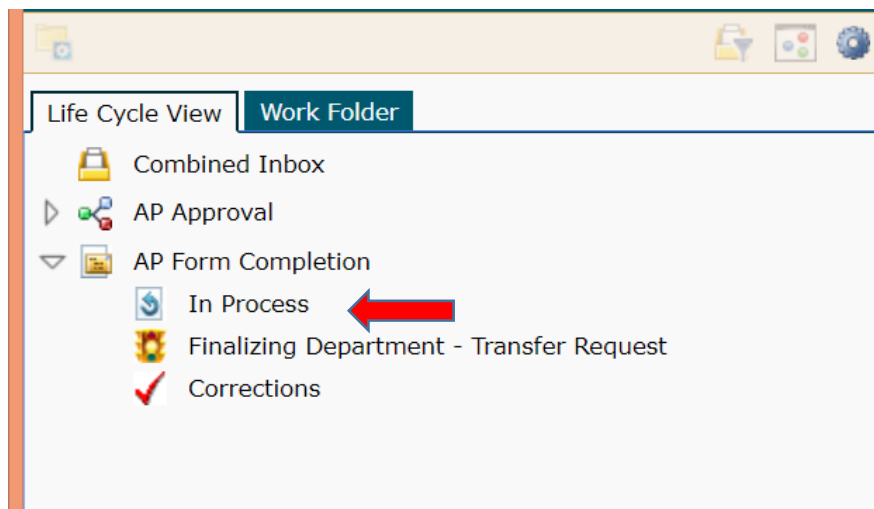 Life Cycle View Work Folder
Combined Inbox
AP Approval
AP Form Completion
In Process
Finalizing Department - Transfer Request
Corrections